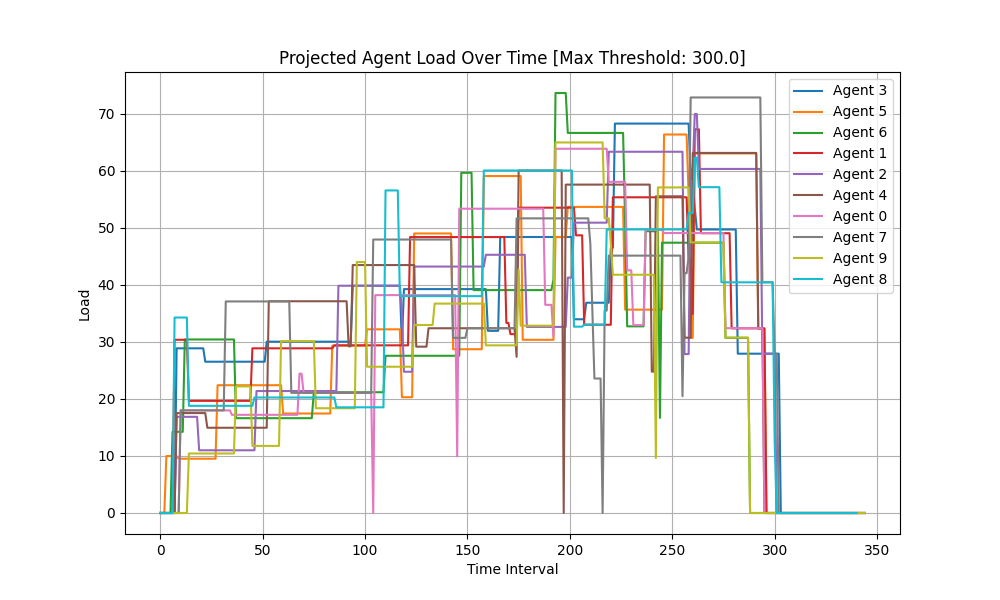 Projected Agent Load Over Time [Max Threshold: 300.0]
Load
70
60
50
40
30
20
10
0
0 50 100 150 200 250 300 350
Time Interval
Agent 3
Agent 5
Agent 6
Agent 1
Agent 2
Agent 4
Agent 0
Agent 7
Agent 9
Agent 8